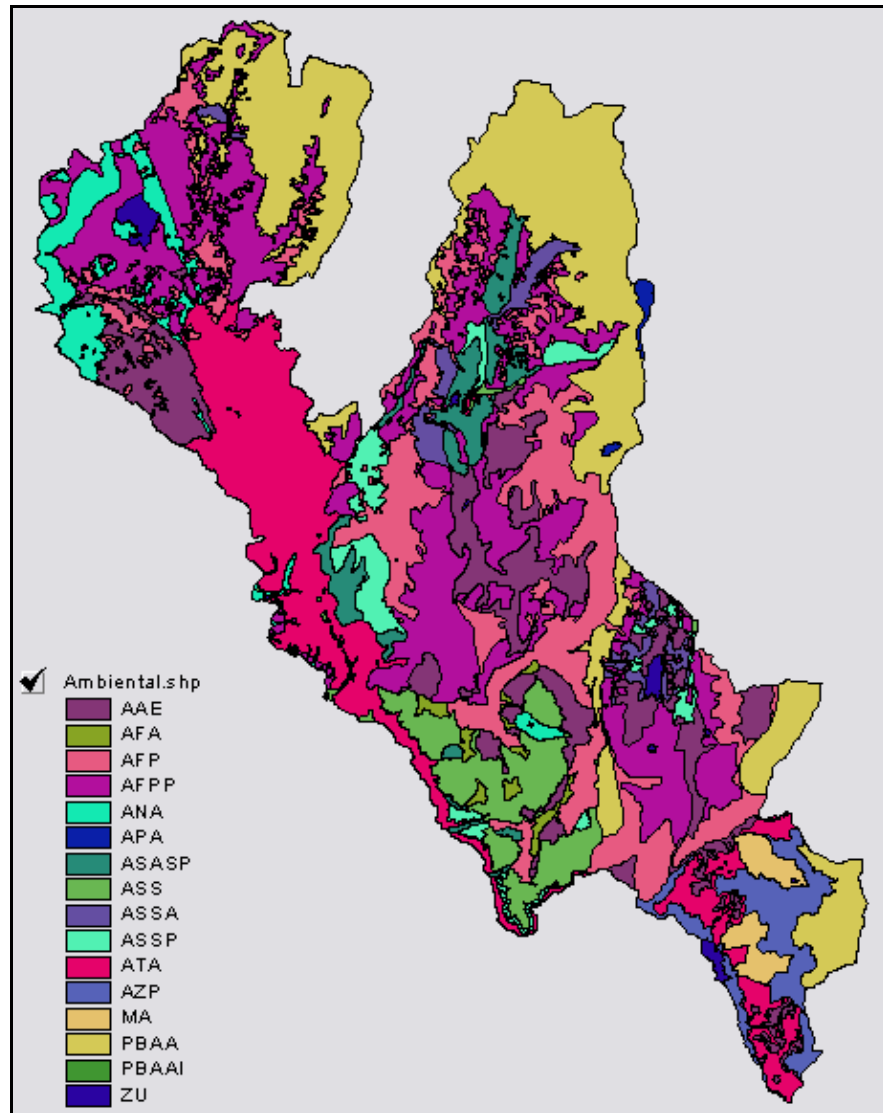 Ambiental.shp
AAE
AFA
AFP
AFPP
ANA
APA
ASASP
ASS
ASSA
ASSP
ATA
AZP
MA
PBAA
PBAAI
ZU